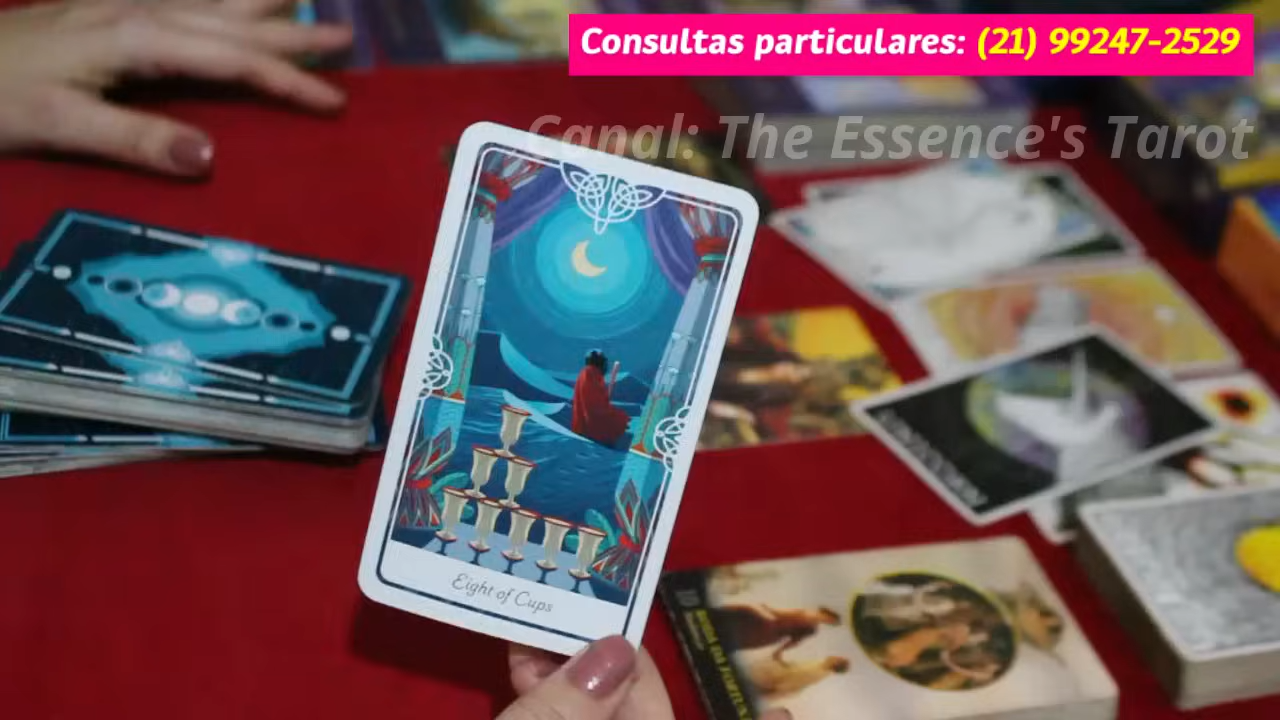 Consultas particulares: (21) 99247-2529
Canal: The Essence's Tarot
Eight of Cups